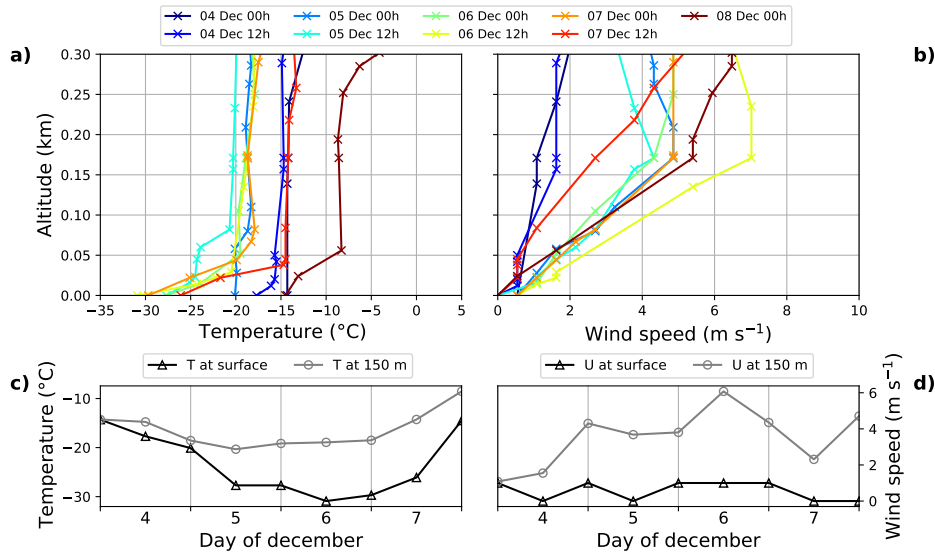 04 Dec 00h 05 Dec 00h 06 Dec 00h 07 Dec 00h 08 Dec 00h
04 Dec 12h 05 Dec 12h 06 Dec 12h 07 Dec 12h
a) b)
Altitude (km)
0.30
0.25
0.20
0.15
0.10
0.05
0.00
−35 −30 −25 −20 −15 −10 −5 0 5
Temperature (°C)
0 2 4 6 8 10
Wind speed (m s⁻¹)
c) d)
T at surface T at 150 m
U at surface U at 150 m
Temperature (°C)
−10
−20
−30
4 5 6 7
Day of december
4 5 6 7
Day of december
6
4
2
0
Wind speed (m s⁻¹)